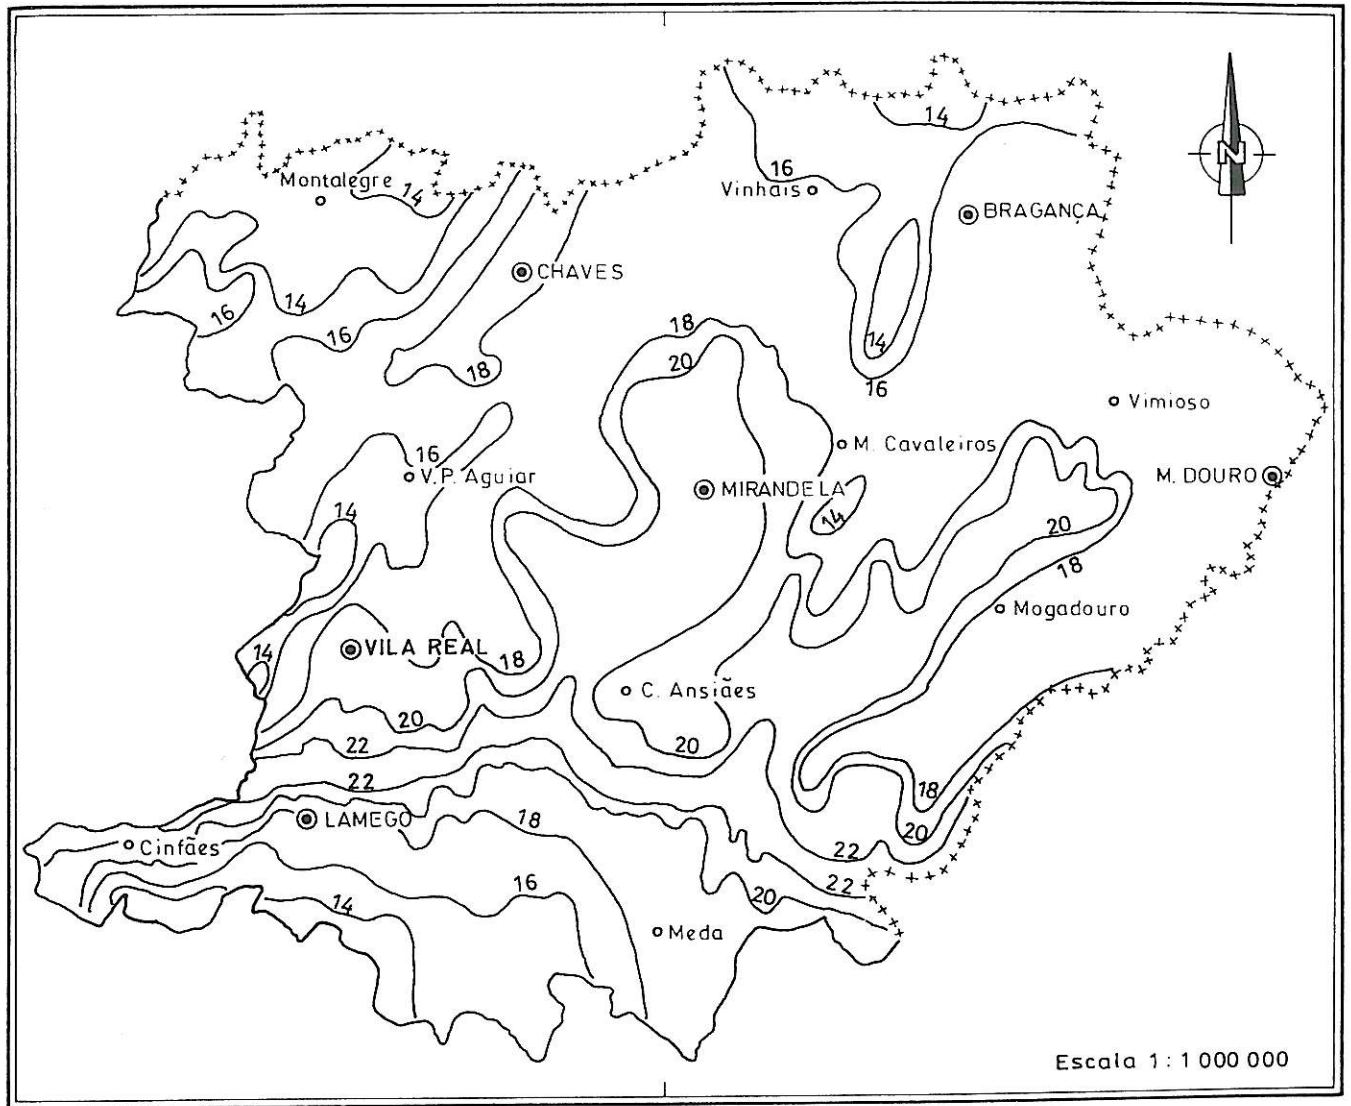 14
N
16
Vinhais
Montalegre
14
BRAGANÇA
CHAVES
14
16
16
18
20
14
18
16
Vimioso
M. Cavaleiros
16
V.P. Aguiar
M. DOURO
MIRANDELA
14
14
20
18
Mogadouro
14
VILA REAL
18
C. Ansiães
20
22
20
22
18
LAMEGO
18
20
Cinfães
22
22
16
20
14
Meda
Escala 1 : 1 000 000